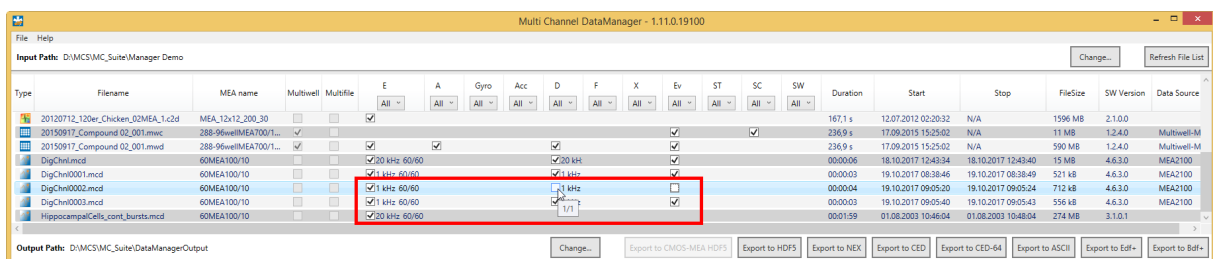 Multi Channel DataManager - 1.11.0.19100
File Help
Input Path: D:\MCS\MC_Suite\Manager Demo Change... Refresh File List
Type Filename MEA name Multiwell Multifile E A Gyro Acc D F X Ev ST SC SW Duration Start Stop FileSize SW Version Data Source
All All All All All All All All All All All
20120712_120er_Chicken_02MEA_1.c2d MEA_12x12_200_30 167,1 s 12.07.2012 02:20:32 N/A 1596 MB 2.1.0.0
20150917_Compound 02_001.mwc 288-96wellMEA700/1... 236,9 s 17.09.2015 15:25:02 N/A 11 MB 1.2.4.0 Multiwell-M
20150917_Compound 02_001.mwd 288-96wellMEA700/1... 236,9 s 17.09.2015 15:25:02 N/A 590 MB 1.2.4.0 Multiwell-M
DigChnl.mcd 60MEA100/10 20 kHz 60/60 20 kH: 00:00:06 18.10.2017 12:43:34 18.10.2017 12:43:40 15 MB 4.6.3.0 MEA2100
DigChnl0001.mcd 60MEA100/10 1 kHz 60/60 1 kHz 00:00:03 19.10.2017 08:38:46 19.10.2017 08:38:49 521 kB 4.6.3.0 MEA2100
DigChnl0002.mcd 60MEA100/10 1 kHz 60/60 1 kHz 00:00:04 19.10.2017 09:05:20 19.10.2017 09:05:24 712 kB 4.6.3.0 MEA2100
DigChnl0003.mcd 60MEA100/10 1 kHz 60/60 00:00:03 19.10.2017 09:05:40 19.10.2017 09:05:43 556 kB 4.6.3.0 MEA2100
1/1
HippocampalCells_cont_bursts.mcd 60MEA100/10 20 kHz 60/60 00:01:59 01.08.2003 10:46:04 01.08.2003 10:48:04 274 MB 3.1.0.1
Output Path: D:\MCS\MC_Suite\DataManagerOutput Change... Export to CMOS-MEA HDF5 Export to HDF5 Export to NEX Export to CED Export to CED-64 Export to ASCII Export to Edf+ Export to Bdf+